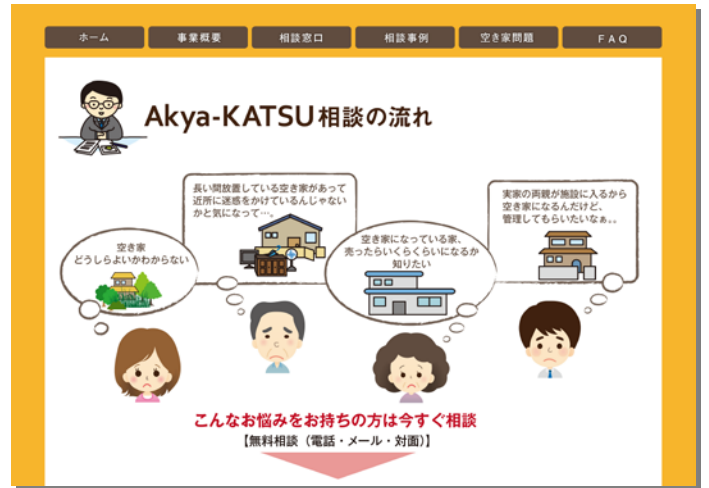 ホーム
事業概要
相談窓口
相談事例
空き家問題
FAQ
Akya-KATSU相談の流れ
長い間放置している空き家があって
近所に迷惑をかけているんじゃない
かと気になって…。
実家の両親が施設に入るから
空き家になるんだけど、
管理してもらいたいなぁ。。
空き家
どうしらよいかわからない
空き家になっている家、
売ったらいくらくらいになるか
知りたい
こんなお悩みをお持ちの方は今すぐ相談
【無料相談（電話・メール・対面）】